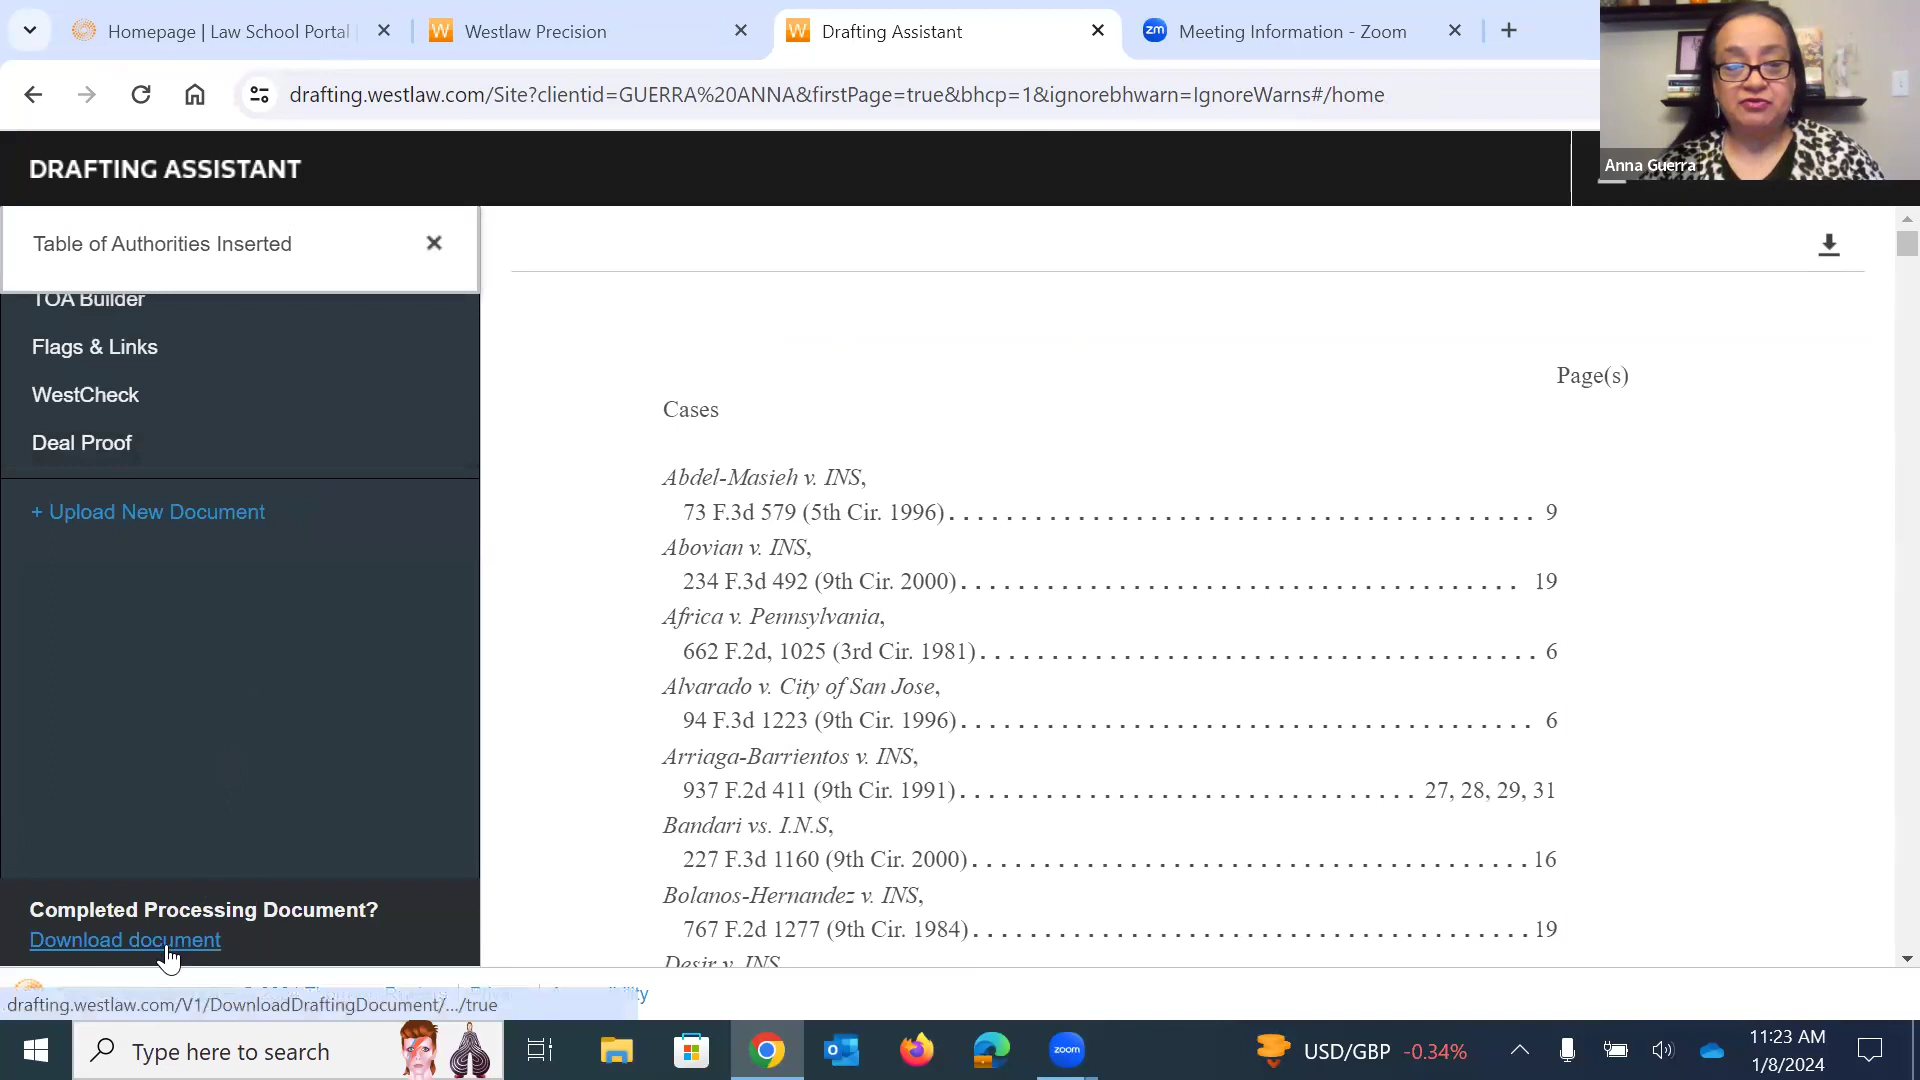 Homepage | Law School Portal
Westlaw Precision
Drafting Assistant
Meeting Information - Zoom
drafting.westlaw.com/Site?clientid=GUERRA%20ANNA&firstPage=true&bhcp=1&ignorebhwarn=IgnoreWarns#/home
Anna Guerra
DRAFTING ASSISTANT
Table of Authorities Inserted
TOA Builder
Flags & Links
WestCheck
Deal Proof
+ Upload New Document
Completed Processing Document?
Download document
Page(s)
Cases
Abdel-Masieh v. INS,
73 F.3d 579 (5th Cir. 1996) 9
Abovian v. INS,
234 F.3d 492 (9th Cir. 2000) 19
Africa v. Pennsylvania,
662 F.2d, 1025 (3rd Cir. 1981) 6
Alvarado v. City of San Jose,
94 F.3d 1223 (9th Cir. 1996) 6
Arriaga-Barrientos v. INS,
937 F.2d 411 (9th Cir. 1991) 27, 28, 29, 31
Bandari vs. I.N.S,
227 F.3d 1160 (9th Cir. 2000) 16
Bolanos-Hernandez v. INS,
767 F.2d 1277 (9th Cir. 1984) 19
Desir v. INS,
drafting.westlaw.com/V1/DownloadDraftingDocument/.../true
Type here to search
zoom
USD/GBP -0.34%
11:23 AM
1/8/2024